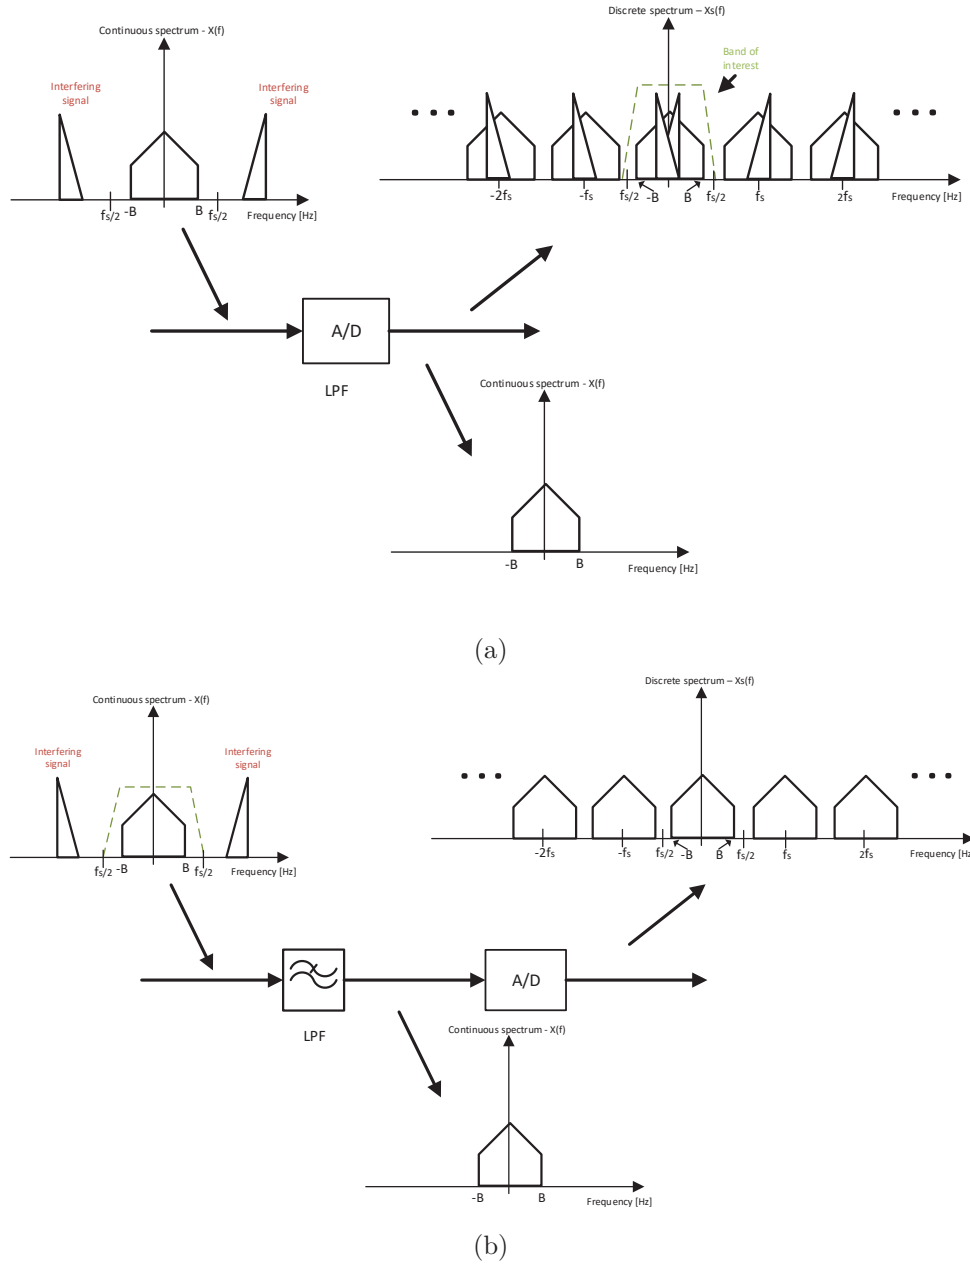 Continuous spectrum - X(f)
Interfering
signal
Interfering
signal
fs/2 -B B fs/2 Frequency [Hz]
Discrete spectrum – Xs(f)
Band of
interest
-2fs -fs fs/2 -B B fs/2 fs 2fs Frequency [Hz]
A/D
LPF
Continuous spectrum - X(f)
-B B Frequency [Hz]
(a)
Continuous spectrum - X(f)
Interfering
signal
Interfering
signal
fs/2 -B B fs/2 Frequency [Hz]
Discrete spectrum – Xs(f)
-2fs -fs fs/2 -B B fs/2 fs 2fs Frequency [Hz]
A/D
LPF
Continuous spectrum - X(f)
-B B Frequency [Hz]
(b)